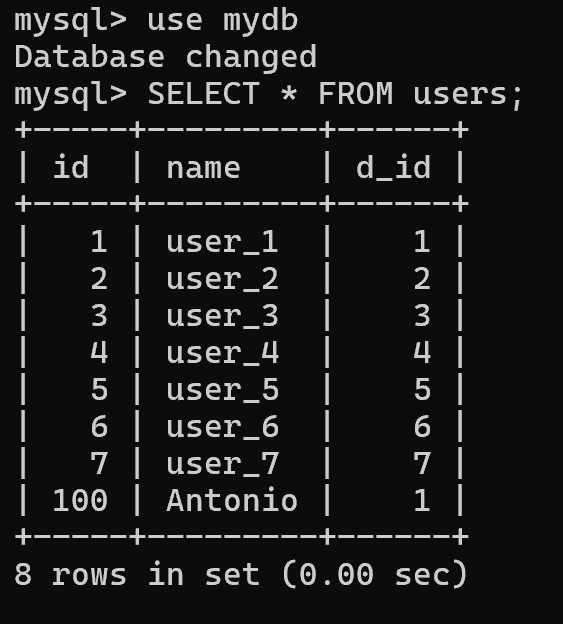 mysql> use mydb
Database changed
mysql> SELECT * FROM users;
+-----+---------+------+
| id  | name    | d_id |
+-----+---------+------+
|   1 | user_1  |    1 |
|   2 | user_2  |    2 |
|   3 | user_3  |    3 |
|   4 | user_4  |    4 |
|   5 | user_5  |    5 |
|   6 | user_6  |    6 |
|   7 | user_7  |    7 |
| 100 | Antonio |    1 |
+-----+---------+------+
8 rows in set (0.00 sec)